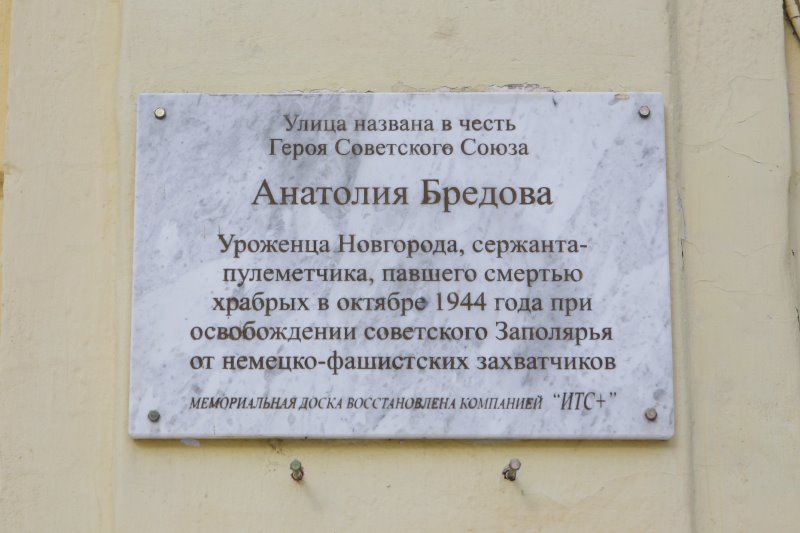 Улица названа в честь
Героя Советского Союза
Анатолия Бредова
Уроженца Новгорода, сержанта-
пулеметчика, павшего смертью
храбрых в октябре 1944 года при
освобождении советского Заполярья
от немецко-фашистских захватчиков
МЕМОРИАЛЬНАЯ ДОСКА ВОССТАНОВЛЕНА КОМПАНИЕЙ “ИТС+”